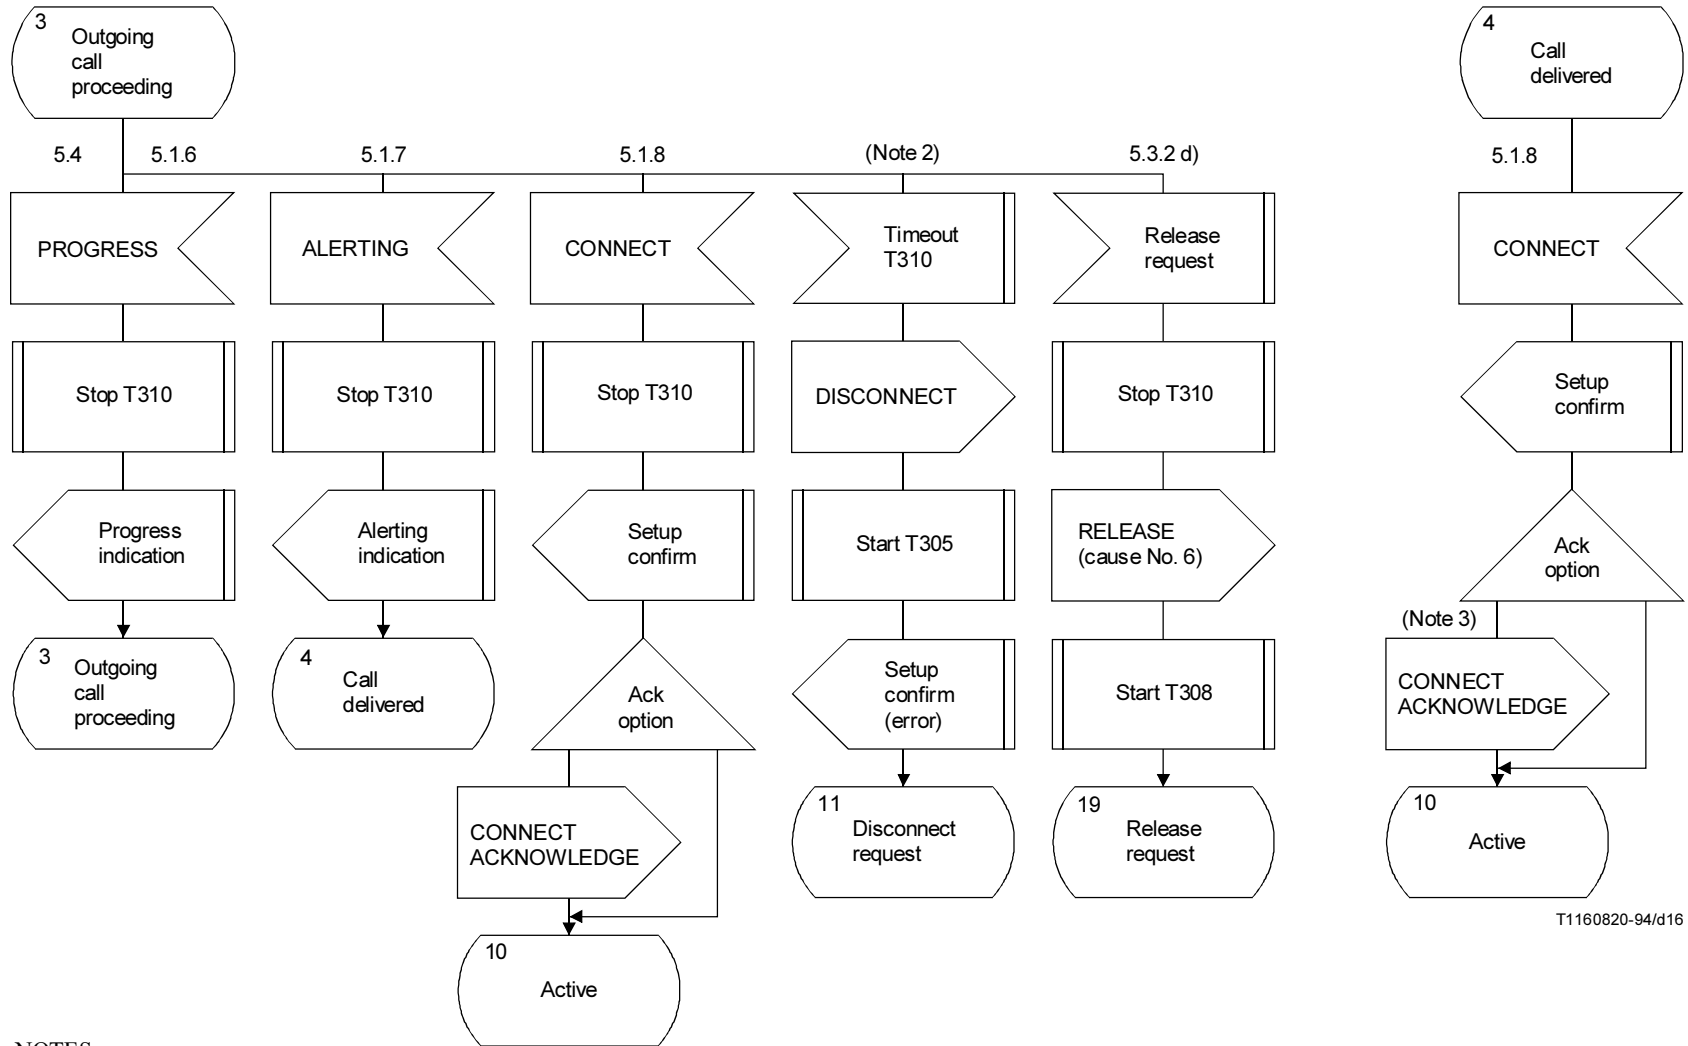 3
Outgoing
call
proceeding
4
Call
delivered
5.4
5.1.6
5.1.7
5.1.8
(Note 2)
5.3.2 d)
5.1.8
PROGRESS
ALERTING
CONNECT
Timeout
T310
Release
request
CONNECT
Stop T310
Stop T310
Stop T310
DISCONNECT
Stop T310
Setup
confirm
Progress
indication
Alerting
indication
Setup
confirm
Start T305
RELEASE
(cause No. 6)
Ack
option
(Note 3)
3
Outgoing
call
proceeding
4
Call
delivered
Ack
option
Setup
confirm
(error)
Start T308
CONNECT
ACKNOWLEDGE
CONNECT
ACKNOWLEDGE
11
Disconnect
request
19
Release
request
10
Active
T1160820-94/d16
10
Active
NOTES